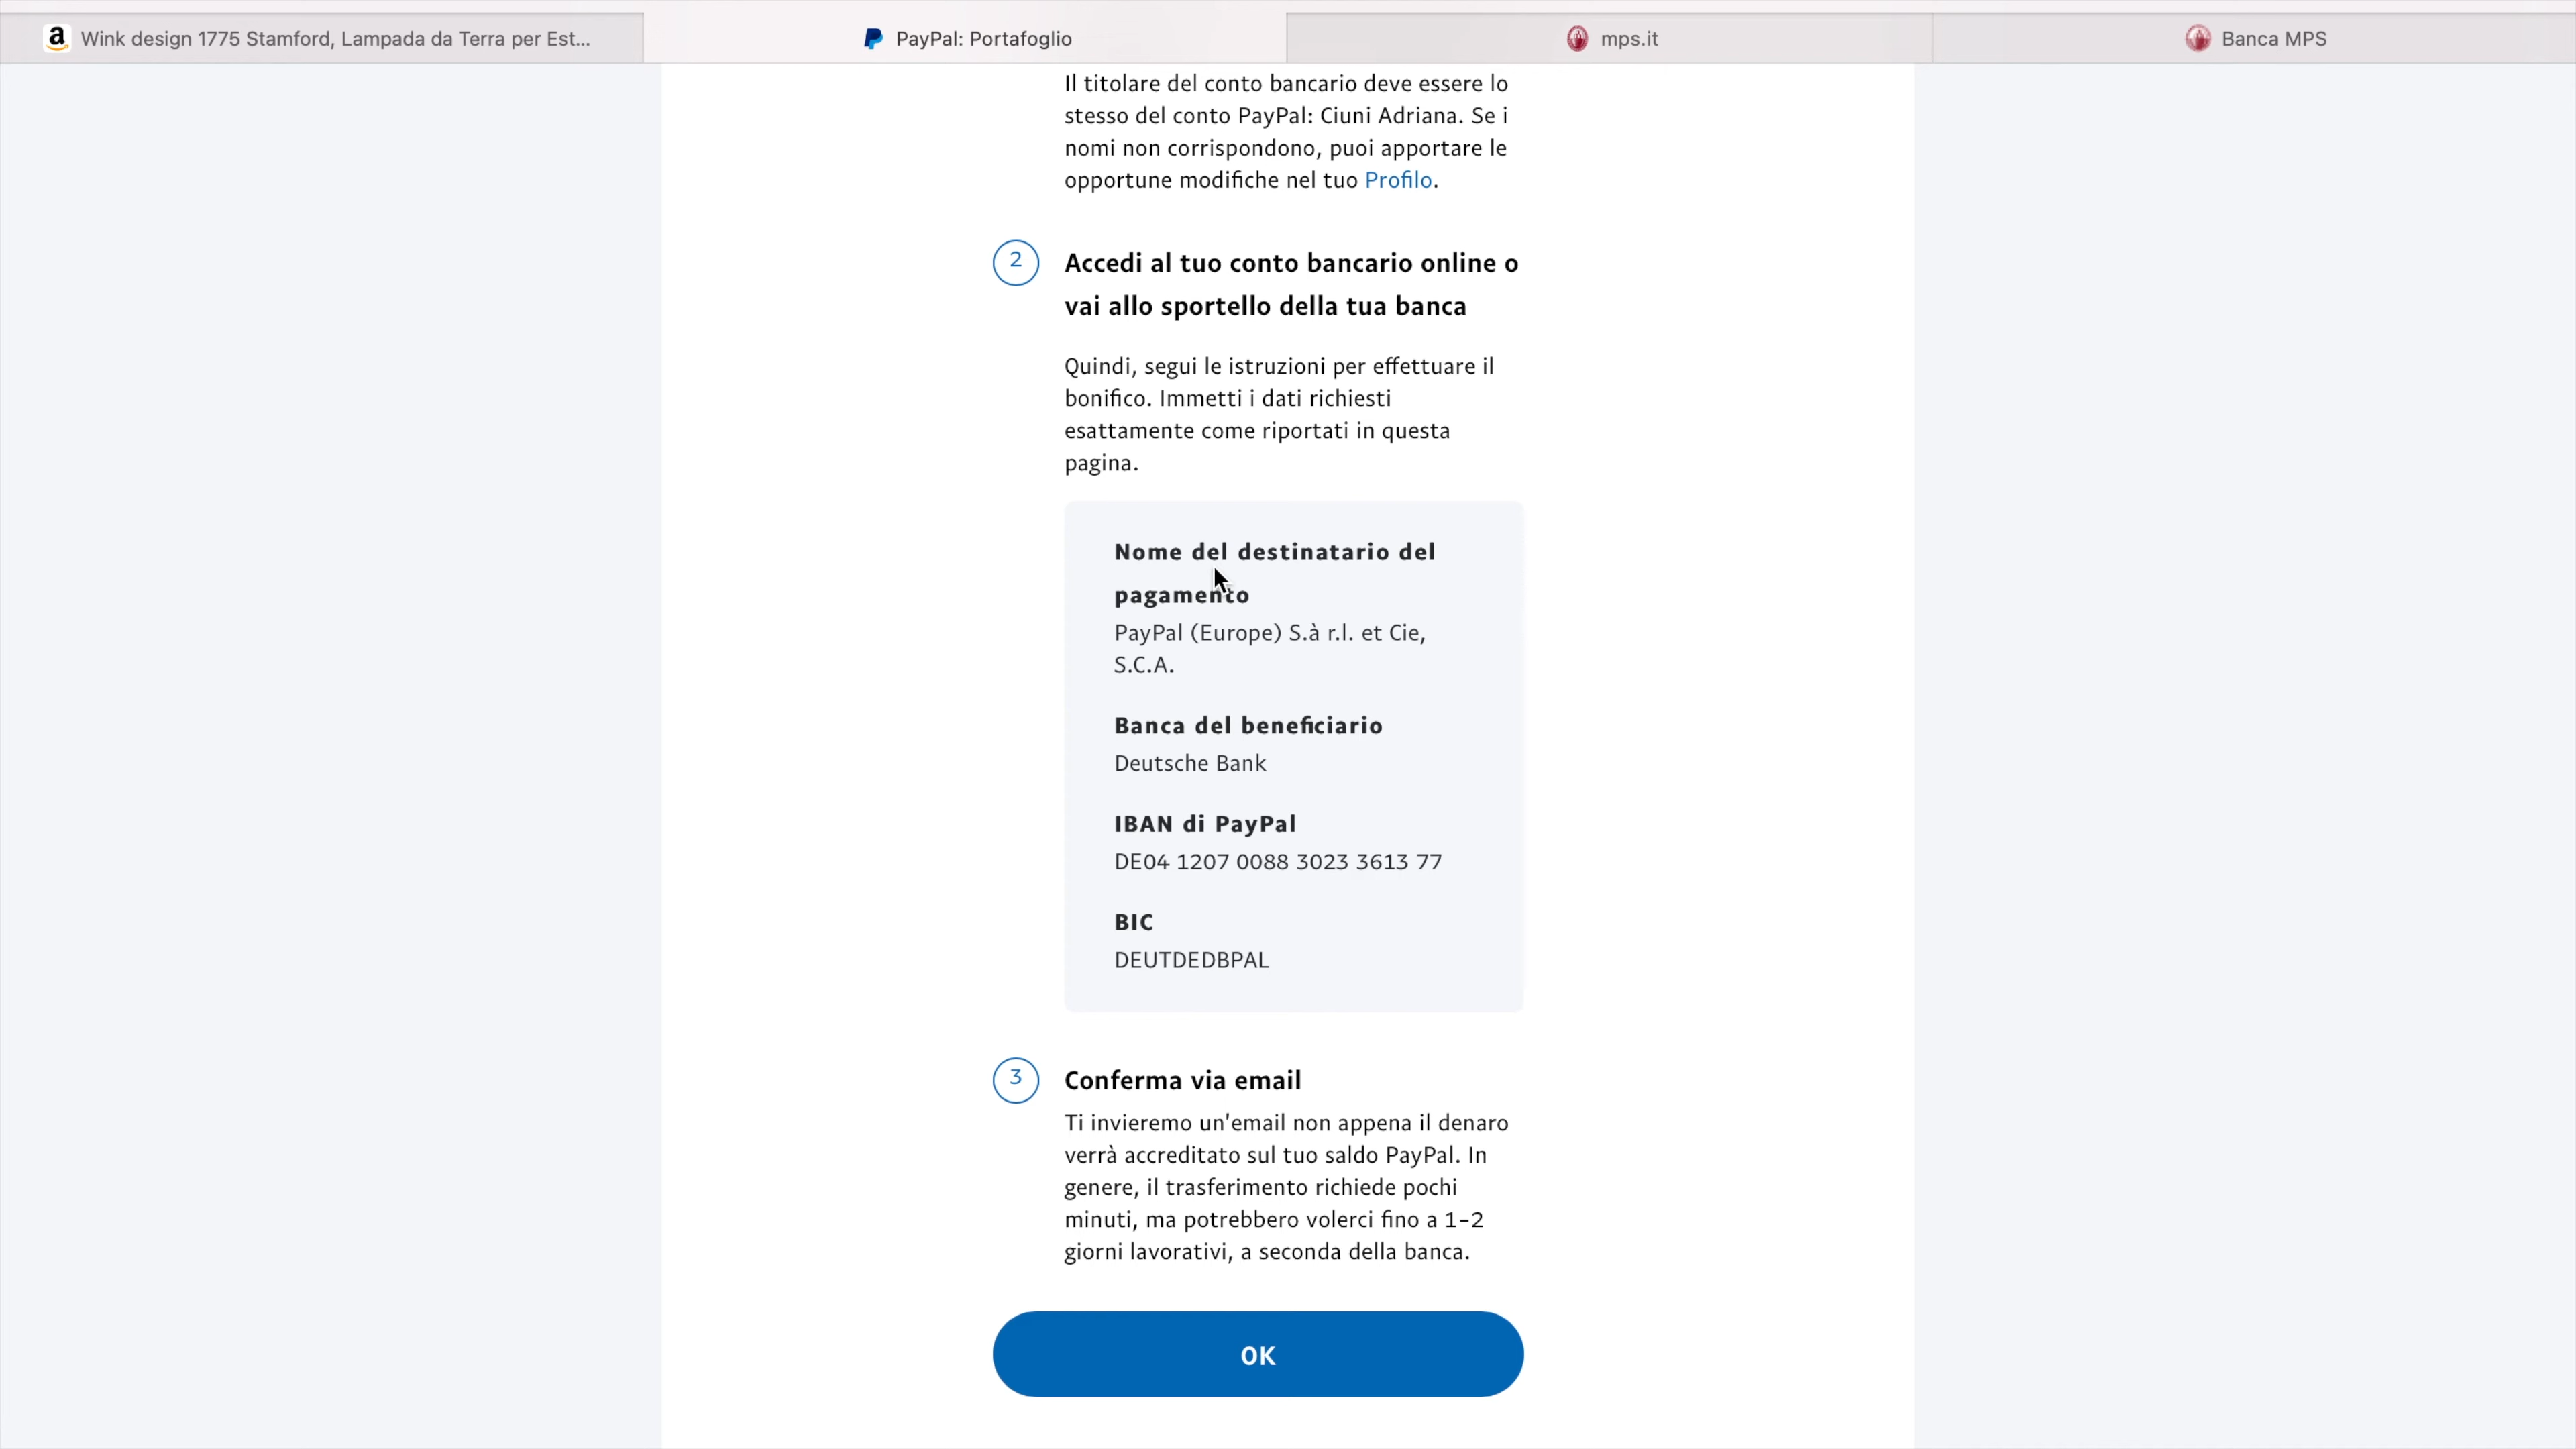 Wink design 1775 Stamford, Lampada da Terra per Est...
PayPal: Portafoglio
mps.it
Banca MPS
Il titolare del conto bancario deve essere lo
stesso del conto PayPal: Ciuni Adriana. Se i
nomi non corrispondono, puoi apportare le
opportune modifiche nel tuo Profilo.
2
Accedi al tuo conto bancario online o
vai allo sportello della tua banca
Quindi, segui le istruzioni per effettuare il
bonifico. Immetti i dati richiesti
esattamente come riportati in questa
pagina.
Nome del destinatario del
pagamento
PayPal (Europe) S.à r.l. et Cie,
S.C.A.
Banca del beneficiario
Deutsche Bank
IBAN di PayPal
DE04 1207 0088 3023 3613 77
BIC
DEUTDEDBPAL
3
Conferma via email
Ti invieremo un'email non appena il denaro
verrà accreditato sul tuo saldo PayPal. In
genere, il trasferimento richiede pochi
minuti, ma potrebbero volerci fino a 1-2
giorni lavorativi, a seconda della banca.
OK